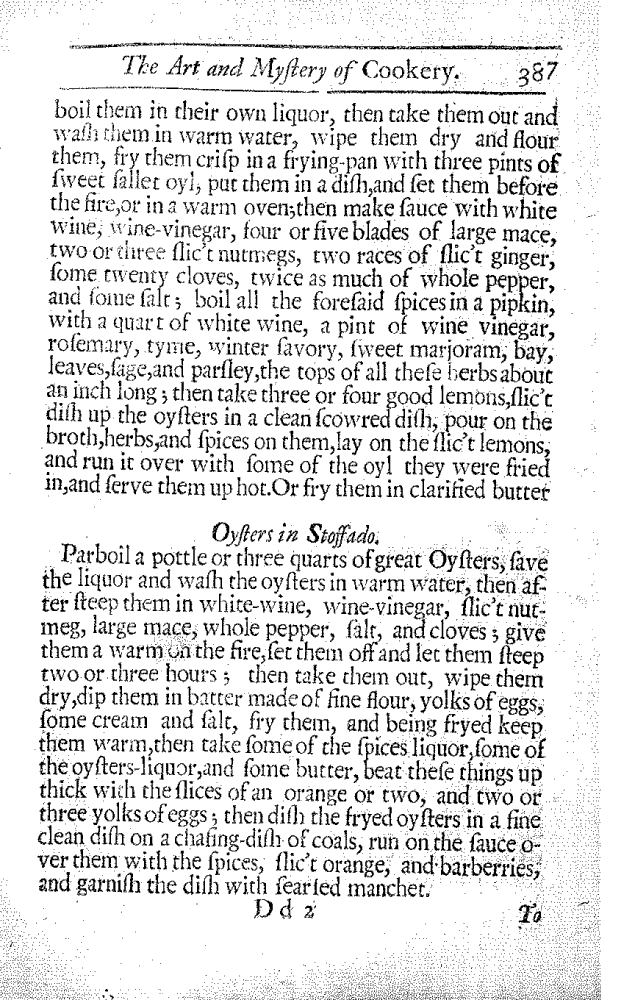 The Art and Myſtery of Cookery. 387
boil them in their own liquor, then take them out and
waſh them in warm water, wipe them dry and flour
them, fry them criſp in a frying-pan with three pints of
ſweet ſallet oyl, put them in a diſh,and ſet them before
the fire,or in a warm oven;then make ſauce with white
wine, wine-vinegar, four or five blades of large mace,
two or three ſlic't nutmegs, two races of ſlic't ginger,
ſome twenty cloves, twice as much of whole pepper,
and ſome ſalt; boil all the foreſaid ſpices in a pipkin,
with a quart of white wine, a pint of wine vinegar,
roſemary, tyme, winter ſavory, ſweet marjoram, bay,
leaves,ſage,and parſley,the tops of all theſe herbs about
an inch long; then take three or four good lemons,ſlic't
diſh up the oyſters in a clean ſcowred diſh, pour on the
broth,herbs,and ſpices on them,lay on the ſlic't lemons,
and run it over with ſome of the oyl they were fried
in,and ſerve them up hot.Or fry them in clarified butter
Oyſters in Stoffado.
Parboil a pottle or three quarts of great Oyſters, ſave
the liquor and waſh the oyſters in warm water, then af-
ter ſteep them in white-wine, wine-vinegar, ſlic't nut-
meg, large mace, whole pepper, ſalt, and cloves; give
them a warm on the fire,ſet them off and let them ſteep
two or three hours; then take them out, wipe them
dry,dip them in batter made of fine flour, yolks of eggs,
ſome cream and ſalt, fry them, and being fryed keep
them warm,then take ſome of the ſpices liquor,ſome of
the oyſters-liquor,and ſome butter, beat theſe things up
thick with the ſlices of an orange or two, and two or
three yolks of eggs; then diſh the fryed oyſters in a fine
clean diſh on a chafing-diſh of coals, run on the ſauce o-
ver them with the ſpices, ſlic't orange, and barberries,
and garniſh the diſh with ſearſed manchet.
D d 2 To